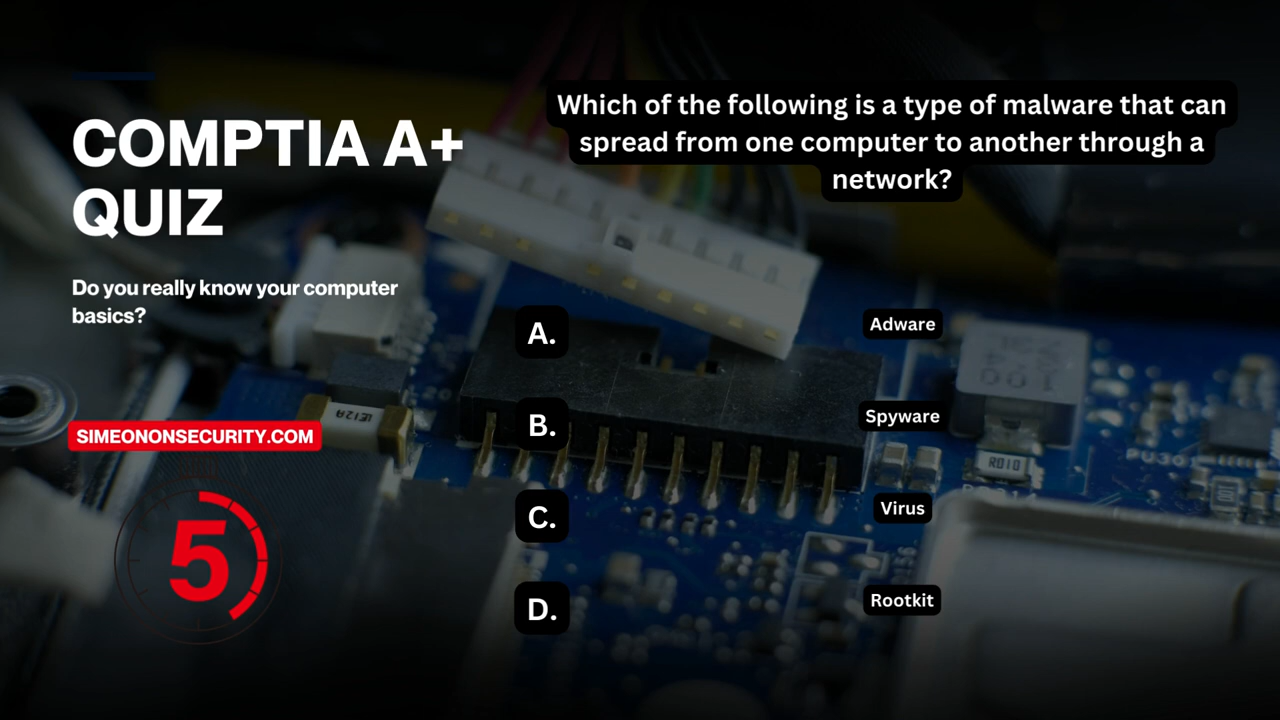 COMPTIA A+
QUIZ
Do you really know your computer
basics?
SIMEONONSECURITY.COM
5
Which of the following is a type of malware that can
spread from one computer to another through a
network?
A.
Adware
B.
Spyware
C.
Virus
D.
Rootkit
R010